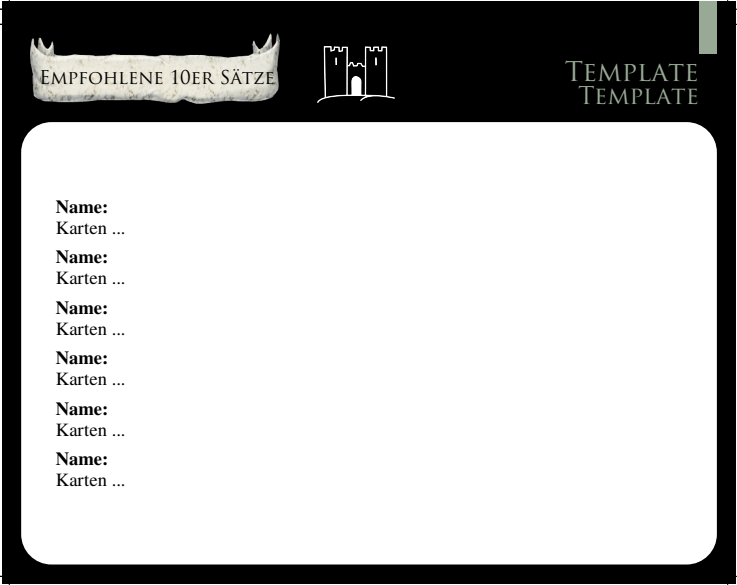 Empfohlene 10er Sätze
Template
Template
Name:
Karten ...
Name:
Karten ...
Name:
Karten ...
Name:
Karten ...
Name:
Karten ...
Name:
Karten ...